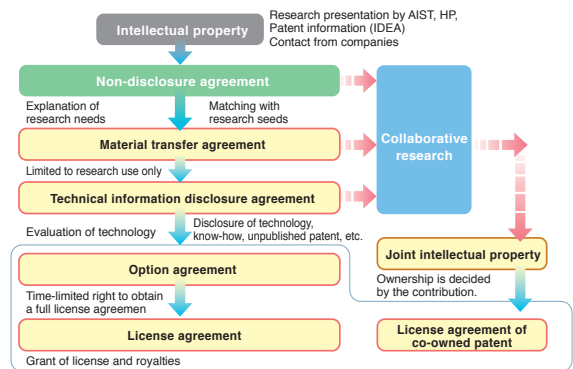 Intellectual property
Research presentation by AIST, HP,
Patent information (IDEA)
Contact from companies
Non-disclosure agreement
Explanation of
research needs
Matching with
research seeds
Material transfer agreement
Limited to research use only
Technical information disclosure agreement
Collaborative
research
Evaluation of technology
Disclosure of technology,
know-how, unpublished patent, etc.
Option agreement
Time-limited right to obtain
a full license agreemen
License agreement
Grant of license and royalties
Joint intellectual property
Ownership is decided
by the contribution.
License agreement of
co-owned patent